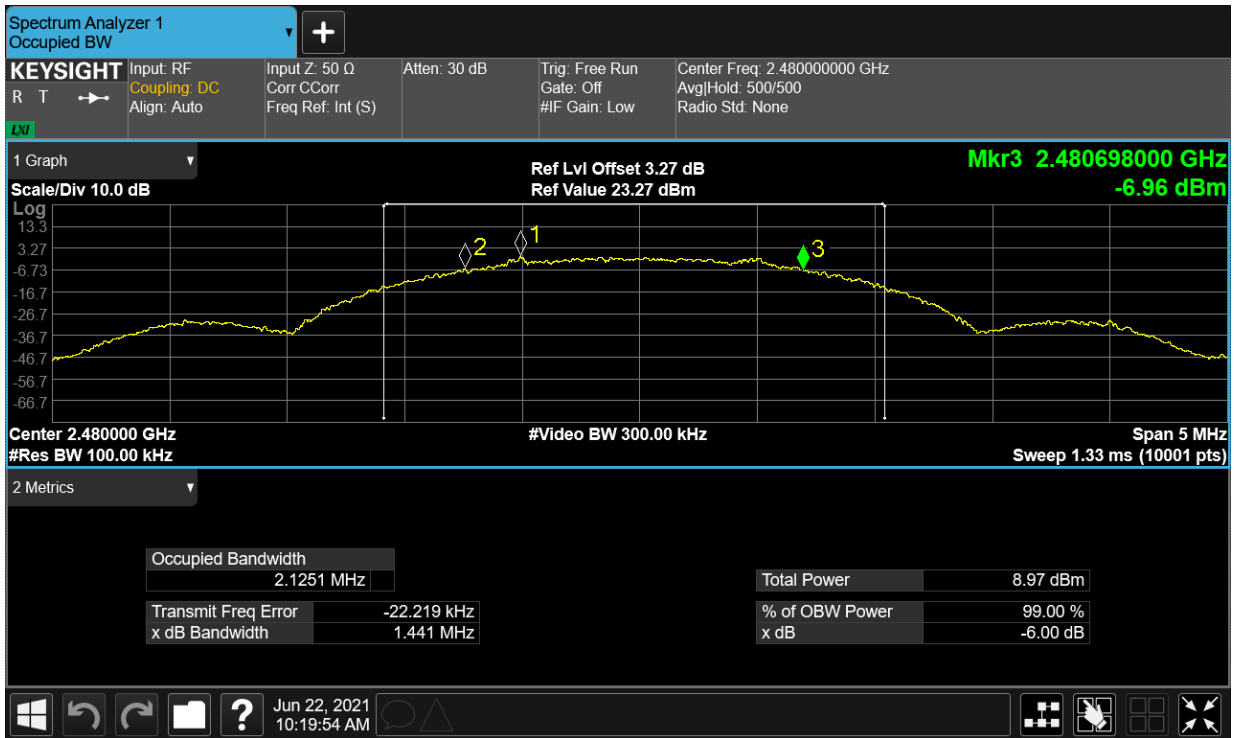 Spectrum Analyzer 1
Occupied BW
KEYSIGHT
R T
LXI
Input: RF
Coupling: DC
Align: Auto
Input Z: 50 Ω
Corr CCorr
Freq Ref: Int (S)
Atten: 30 dB
Trig: Free Run
Gate: Off
#IF Gain: Low
Center Freq: 2.480000000 GHz
Avg|Hold: 500/500
Radio Std: None
1 Graph
Scale/Div 10.0 dB
Ref Lvl Offset 3.27 dB
Ref Value 23.27 dBm
Mkr3 2.480698000 GHz
-6.96 dBm
Log
13.3
3.27
-6.73
-16.7
-26.7
-36.7
-46.7
-56.7
-66.7
2
1
3
Center 2.480000 GHz
#Video BW 300.00 kHz
Span 5 MHz
#Res BW 100.00 kHz
Sweep 1.33 ms (10001 pts)
2 Metrics
Occupied Bandwidth
2.1251 MHz
Transmit Freq Error -22.219 kHz
x dB Bandwidth 1.441 MHz
Total Power 8.97 dBm
% of OBW Power 99.00 %
x dB -6.00 dB
?
Jun 22, 2021
10:19:54 AM